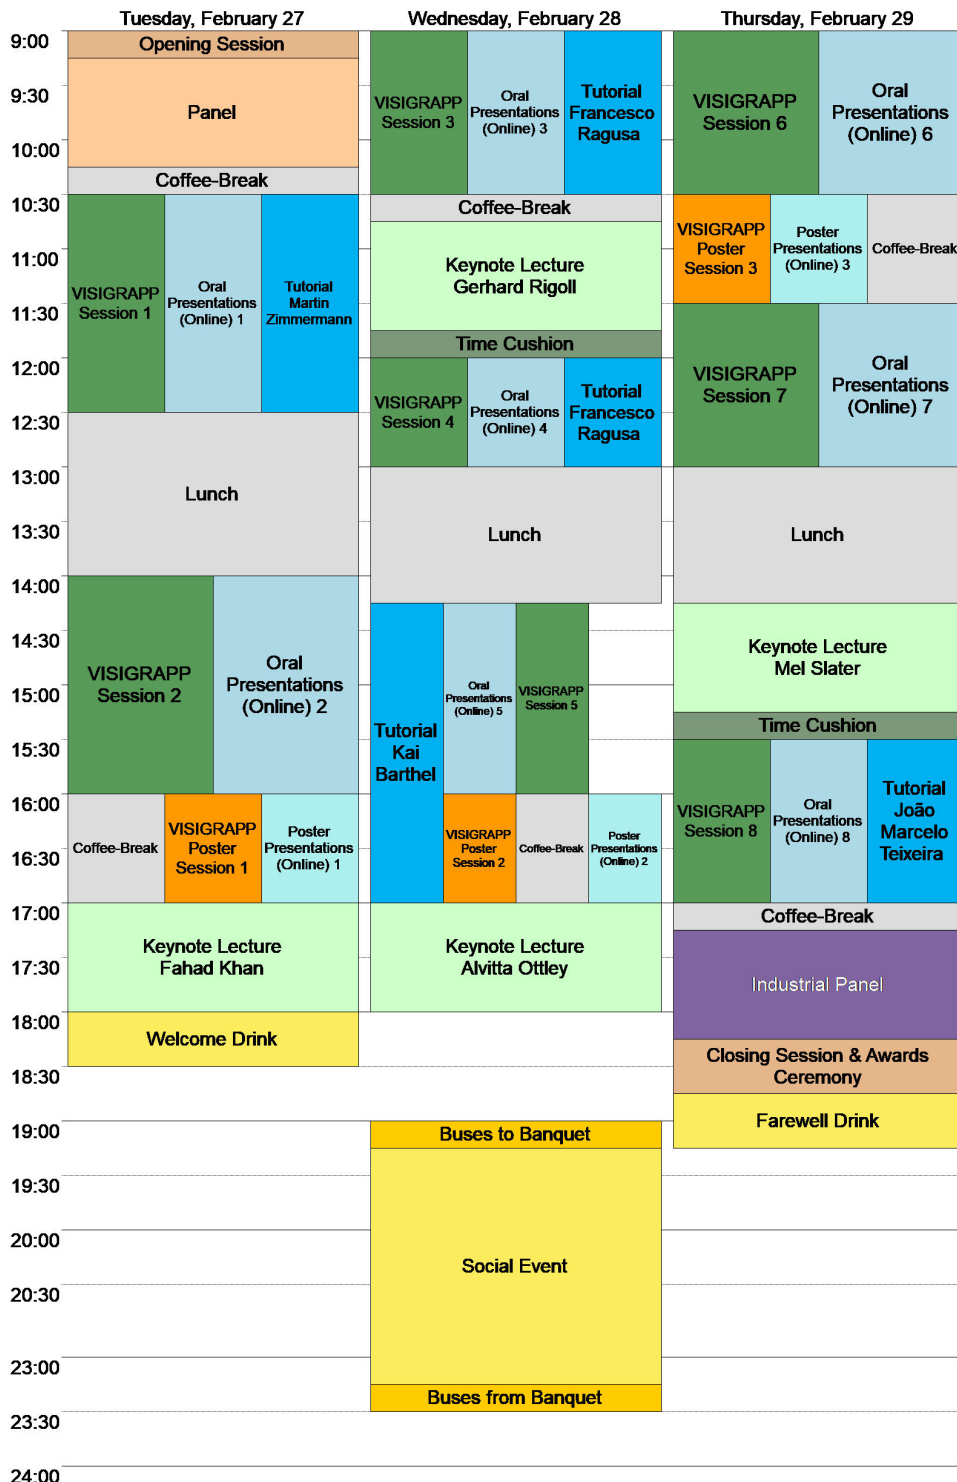 Tuesday, February 27
Wednesday, February 28
Thursday, February 29
9:00
9:30
10:00
10:30
11:00
11:30
12:00
12:30
13:00
13:30
14:00
14:30
15:00
15:30
16:00
16:30
17:00
17:30
18:00
18:30
19:00
19:30
20:00
20:30
23:00
23:30
24:00
Opening Session
Panel
Coffee-Break
VISIGRAPP
Session 1
Oral
Presentations
(Online) 1
Tutorial
Martin
Zimmermann
Lunch
VISIGRAPP
Session 2
Oral
Presentations
(Online) 2
Coffee-Break
VISIGRAPP
Poster
Session 1
Poster
Presentations
(Online) 1
Keynote Lecture
Fahad Khan
Welcome Drink
VISIGRAPP
Session 3
Oral
Presentations
(Online) 3
Tutorial
Francesco
Ragusa
Coffee-Break
Keynote Lecture
Gerhard Rigoll
Time Cushion
VISIGRAPP
Session 4
Oral
Presentations
(Online) 4
Tutorial
Francesco
Ragusa
Lunch
Tutorial
Kai
Barthel
Oral
Presentations
(Online) 5
VISIGRAPP
Session 5
VISIGRAPP
Poster
Session 2
Coffee-Break
Poster
Presentations
(Online) 2
Keynote Lecture
Alvitta Ottley
Buses to Banquet
Social Event
Buses from Banquet
VISIGRAPP
Session 6
Oral
Presentations
(Online) 6
VISIGRAPP
Poster
Session 3
Poster
Presentations
(Online) 3
Coffee-Break
VISIGRAPP
Session 7
Oral
Presentations
(Online) 7
Lunch
Keynote Lecture
Mel Slater
Time Cushion
VISIGRAPP
Session 8
Oral
Presentations
(Online) 8
Tutorial
João
Marcelo
Teixeira
Coffee-Break
Industrial Panel
Closing Session & Awards
Ceremony
Farewell Drink